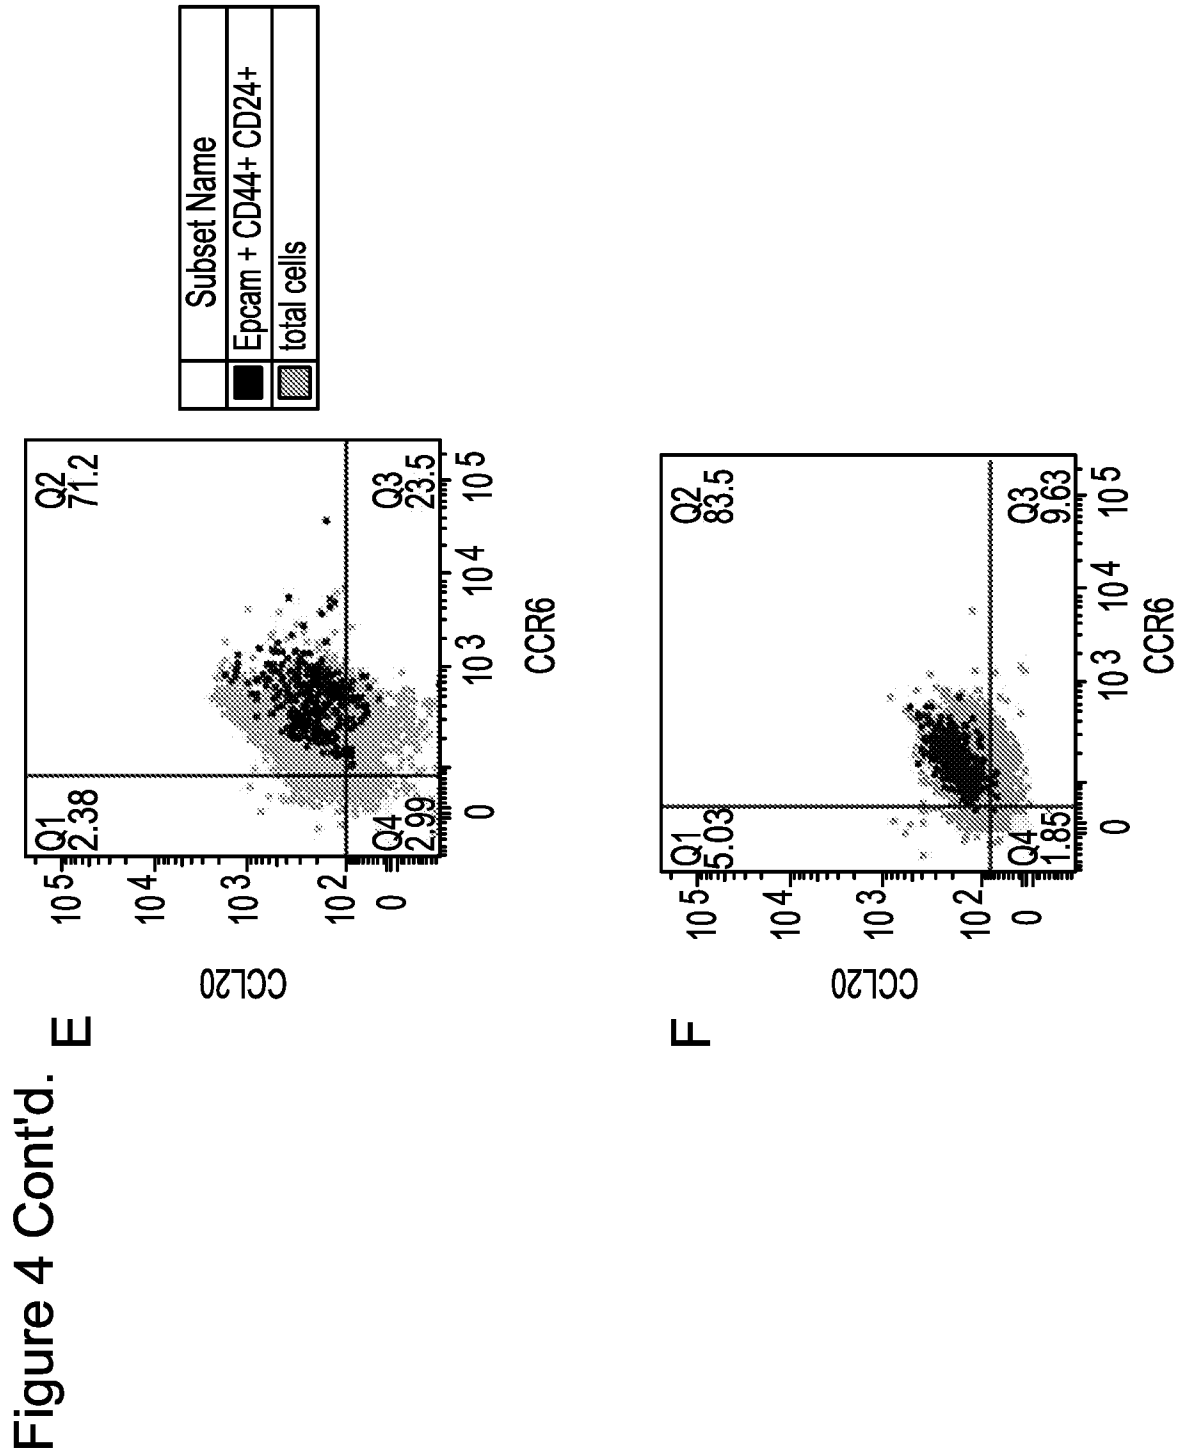 Figure 4 Cont'd.
E
CCL20
10^5
10^4
10^3
10^2
0
Q1
2.38
Q2
71.2
Q4
2.99
Q3
23.5
0
10^3
10^4
10^5
CCR6
Subset Name
Epcam + CD44+ CD24+
total cells
F
CCL20
10^5
10^4
10^3
10^2
0
Q1
5.03
Q2
83.5
Q4
1.85
Q3
9.63
0
10^3
10^4
10^5
CCR6